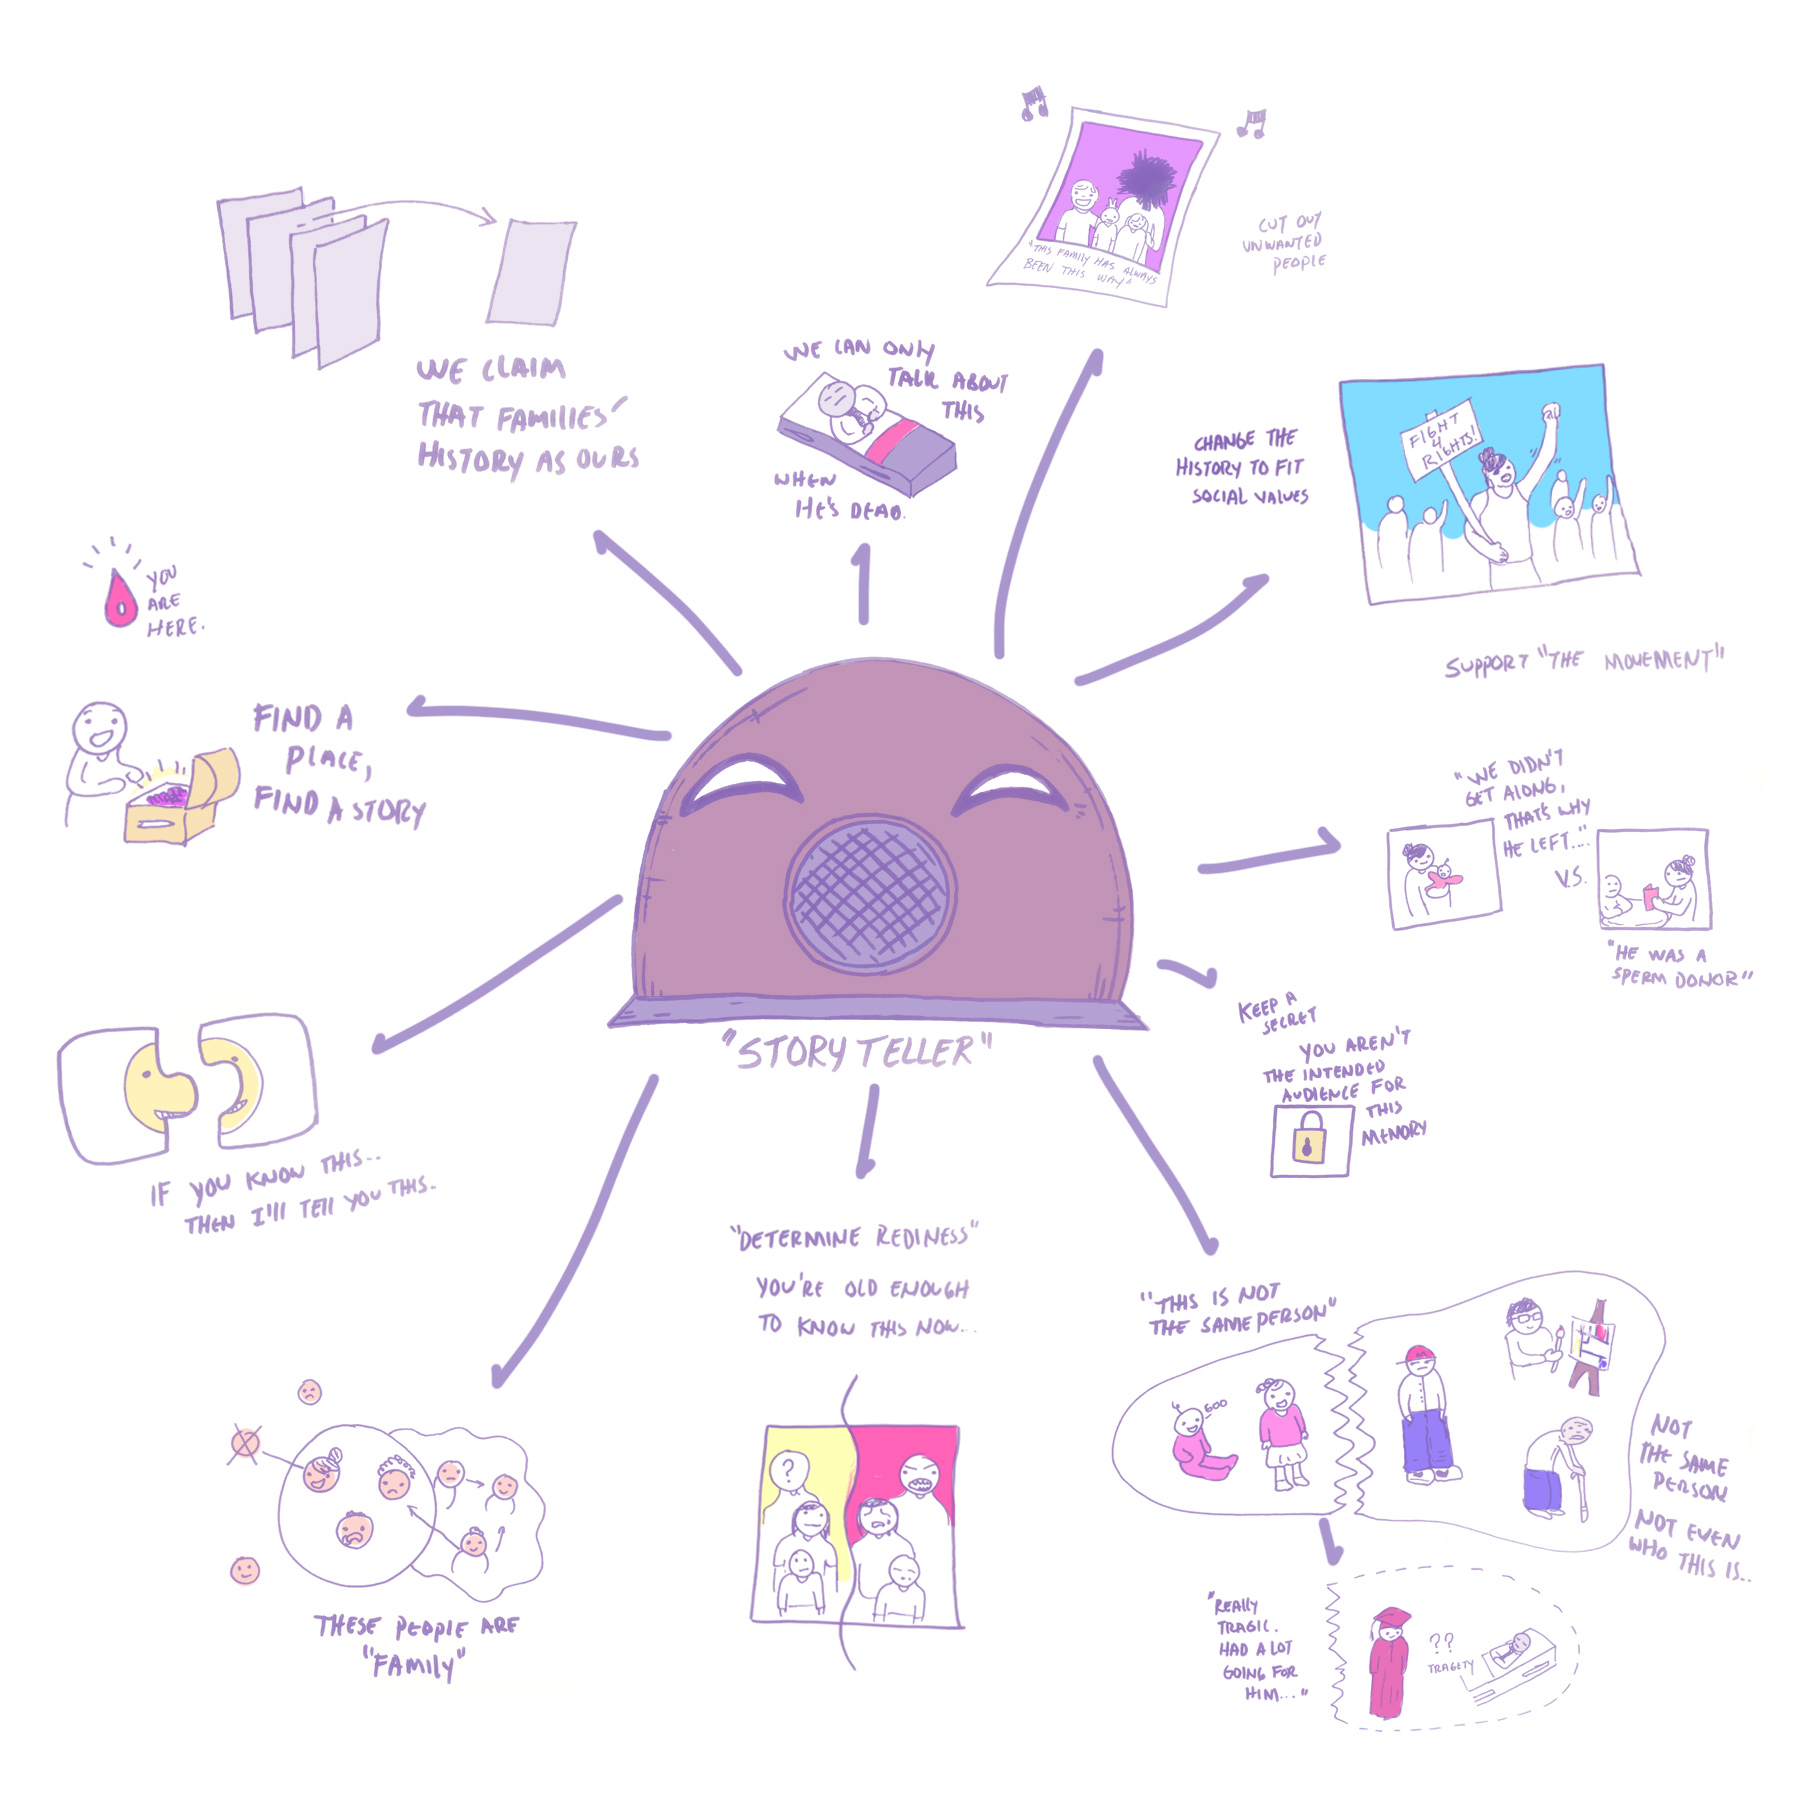 "THIS FAMILY HAS ALWAYS
BEEN THIS WAY"
CUT OUT
UNWANTED
PEOPLE
WE CLAIM
THAT FAMILIES'
HISTORY AS OURS
WE CAN ONLY
TALK ABOUT
THIS
WHEN
HE'S DEAD.
CHANGE THE
HISTORY TO FIT
SOCIAL VALUES
FIGHT
4
RIGHTS!
SUPPORT "THE MOVEMENT"
YOU
ARE
HERE.
FIND A
PLACE,
FIND A STORY
"WE DIDN'T
GET ALONG,
THAT'S WHY
HE LEFT...."
V.S.
"HE WAS A
SPERM DONOR"
KEEP A
SECRET
YOU AREN'T
THE INTENDED
AUDIENCE FOR
THIS
MEMORY
"STORY TELLER"
IF YOU KNOW THIS..
THEN I'll TEll YOU THIS.
"DETERMINE REDINESS"
YOU'RE OLD ENOUGH
TO KNOW THIS NOW...
?
"THIS IS NOT
THE SAME PERSON"
GOO
NOT
THE SAME
PERSON
NOT EVEN
WHO THIS IS..
THESE PEOPlE ARE
"FAMIly"
"REAlly
TRAGIC.
HAD A LOT
GOING FOR
HIM...."
??
TRAGETY